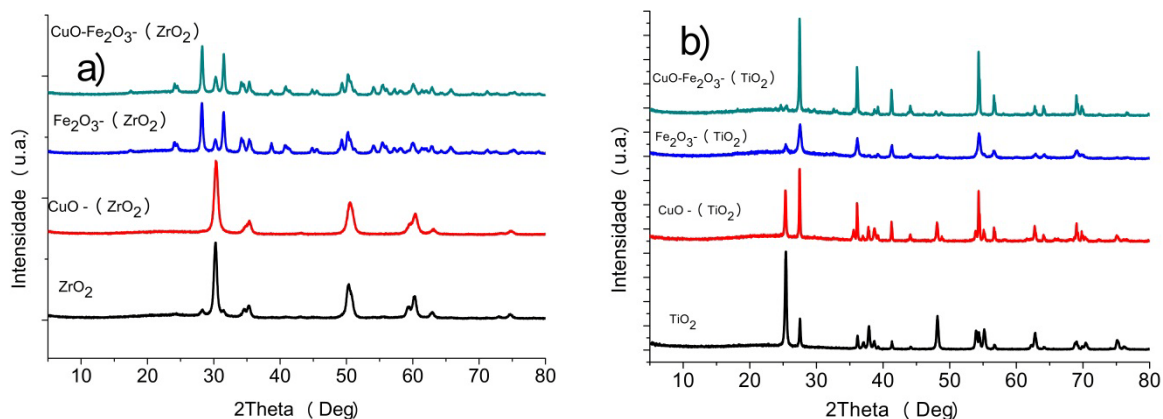 a)
CuO-Fe₂O₃- ( ZrO₂)
Fe₂O₃- ( ZrO₂)
CuO - ( ZrO₂)
ZrO₂
Intensidade ( u.a.)
10 20 30 40 50 60 70 80
2Theta ( Deg)
b)
CuO-Fe₂O₃- ( TiO₂)
Fe₂O₃- ( TiO₂)
CuO - ( TiO₂)
TiO₂
Intensidade ( u.a.)
10 20 30 40 50 60 70 80
2Theta ( Deg)